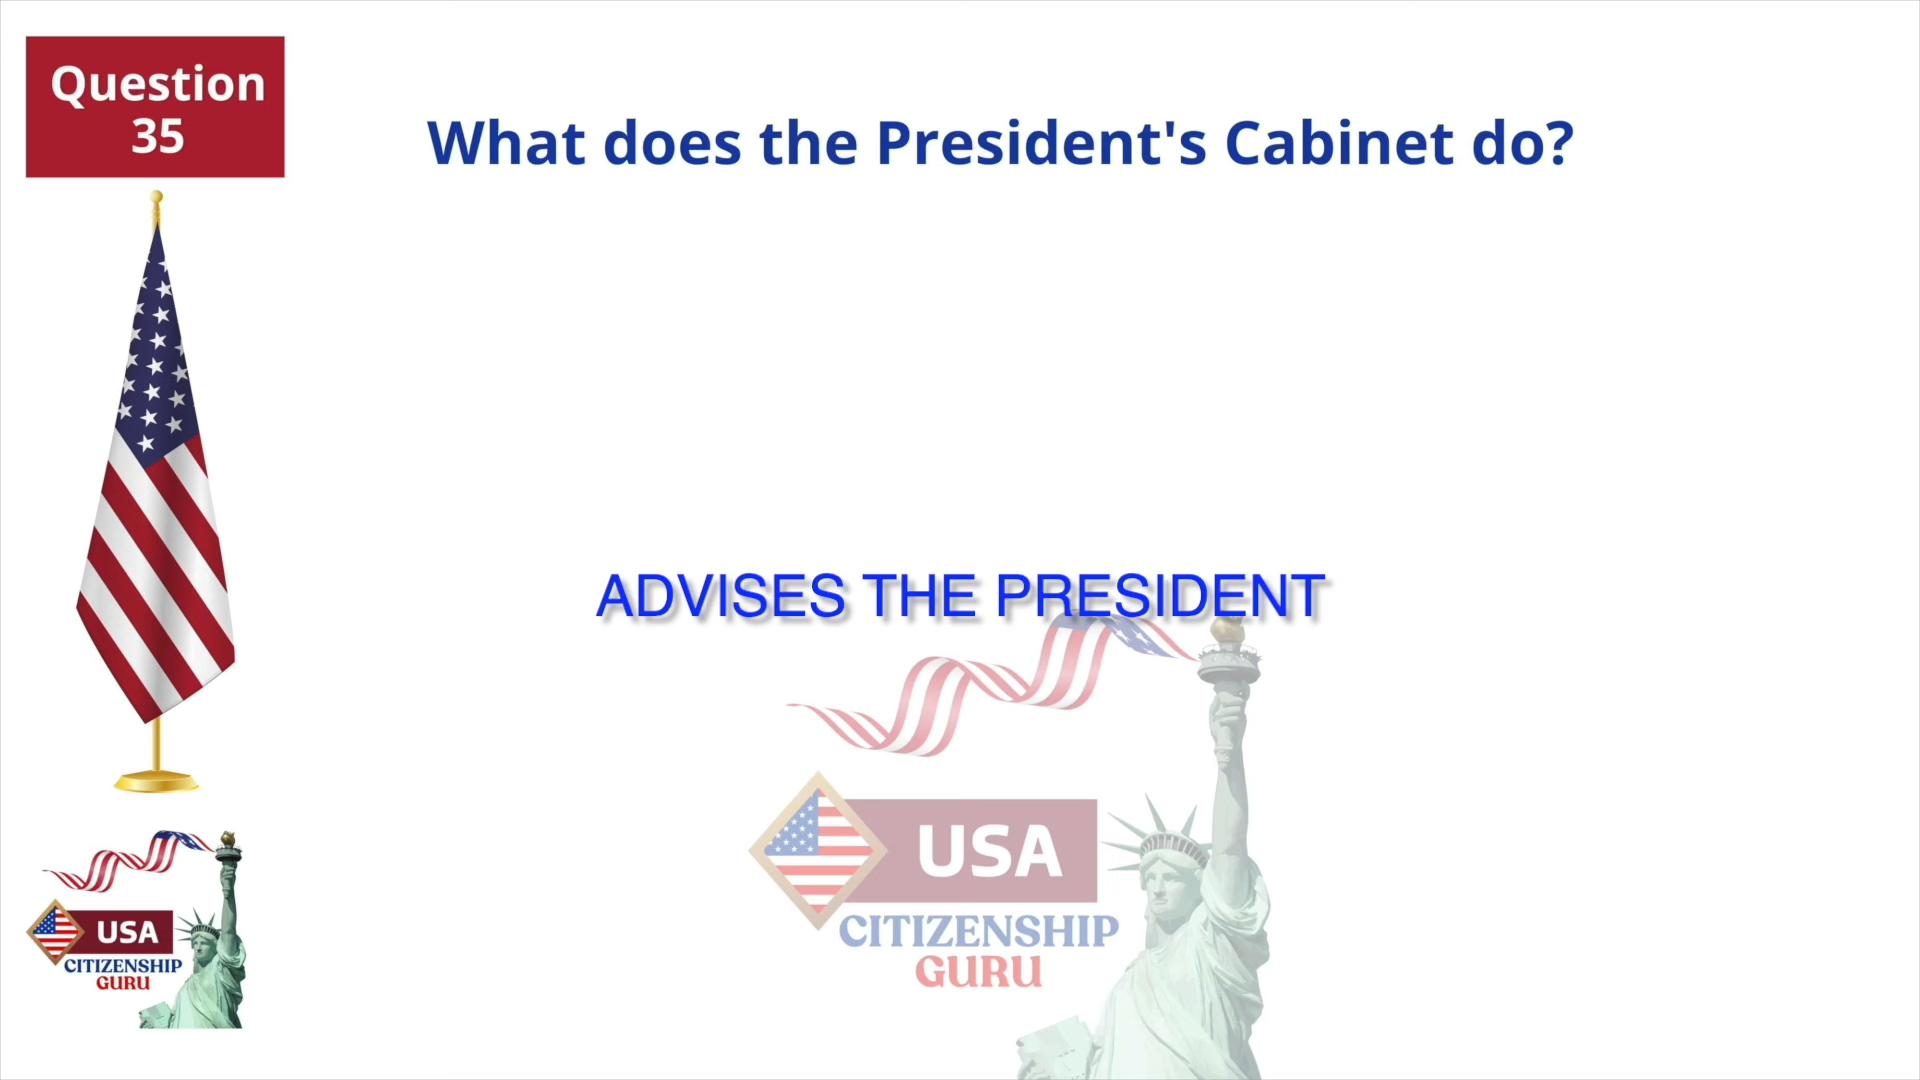 Question
35
What does the President's Cabinet do?
ADVISES THE PRESIDENT
USA
CITIZENSHIP
GURU
USA
CITIZENSHIP
GURU